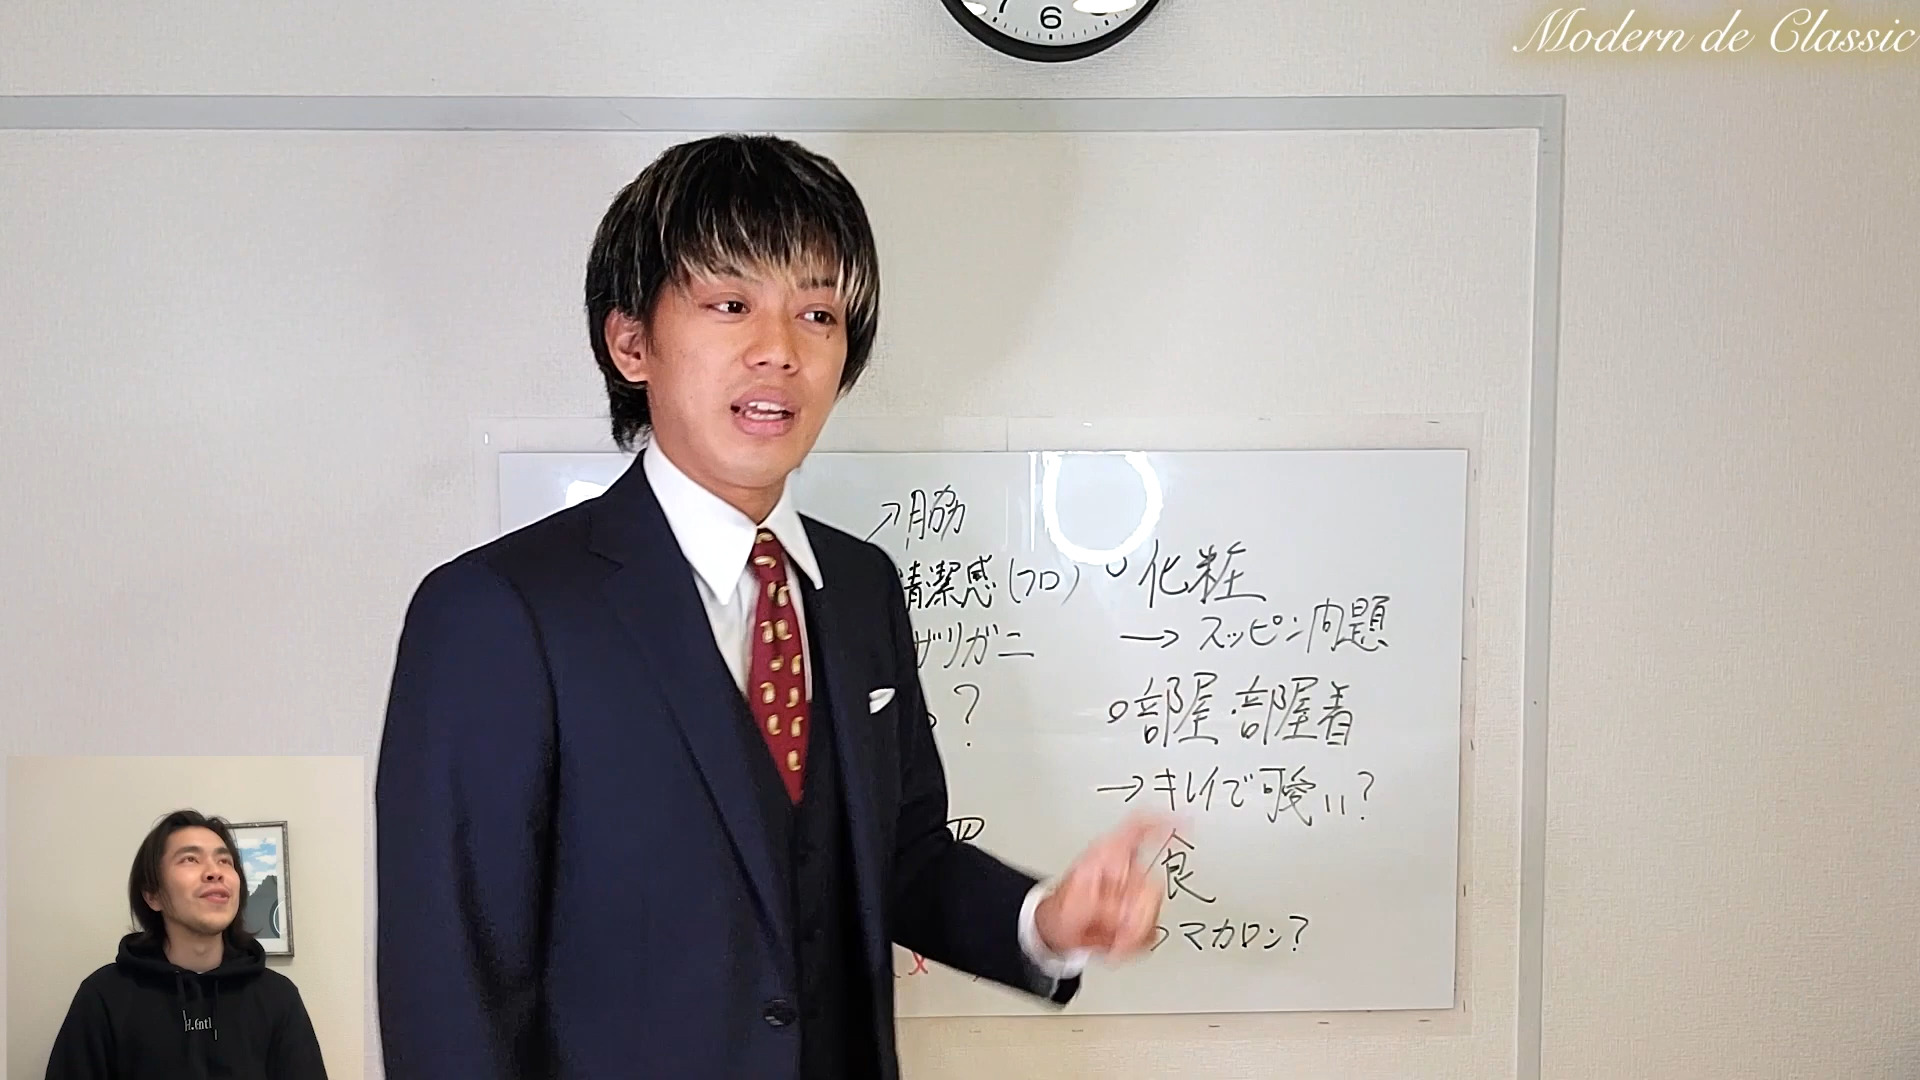 6
Modern de Classic
脇
清潔感(フロ)
ザリガニ
?
化粧
→スッピン問題
部屋・部屋着
→キレイで可愛い?
食
マカロン?